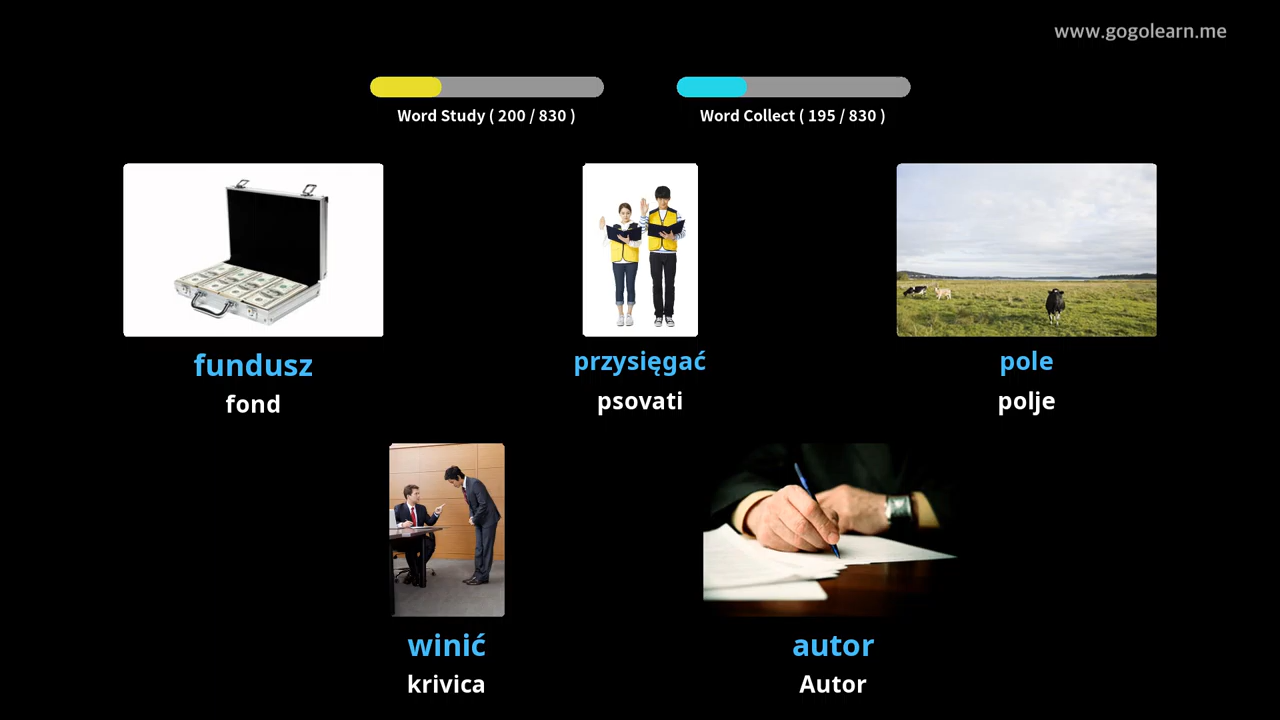 www.gogolearn.me
Word Study ( 200 / 830 )
Word Collect ( 195 / 830 )
fundusz
fond
przysięgać
psovati
pole
polje
winić
krivica
autor
Autor